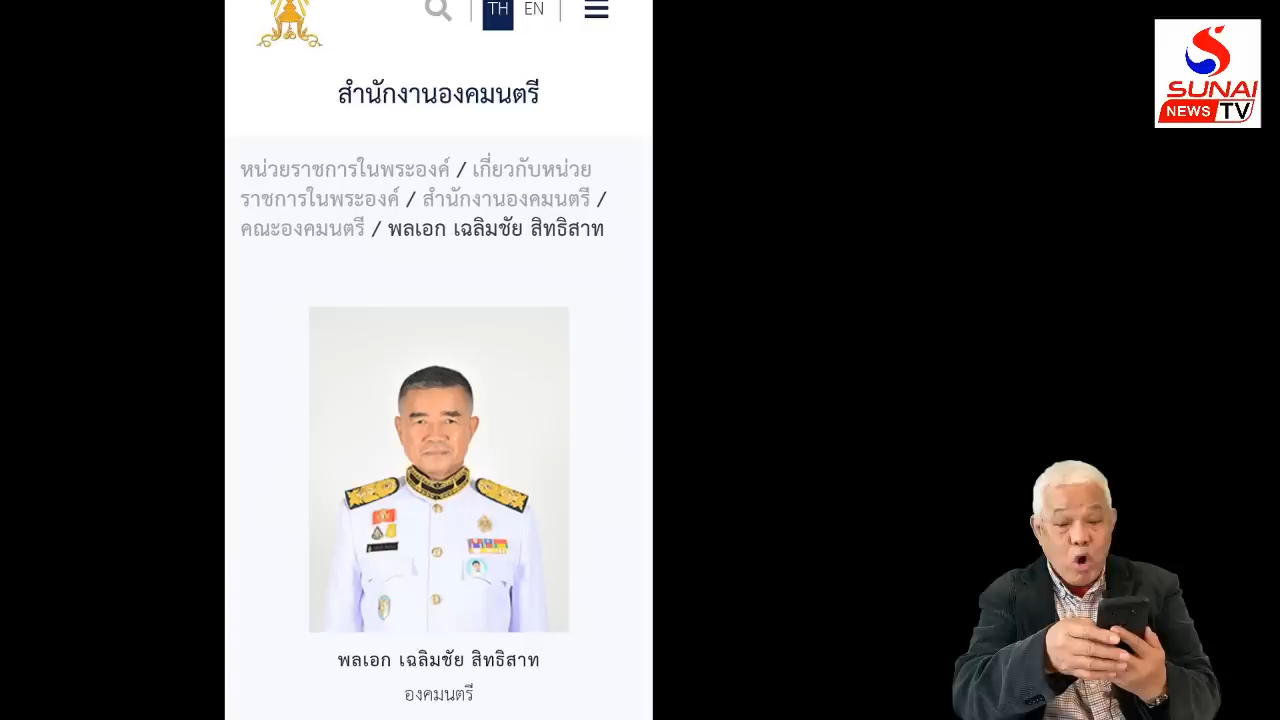 TH
EN
สำนักงานองคมนตรี
หน่วยราชการในพระองค์ / เกี่ยวกับหน่วย
ราชการในพระองค์ / สำนักงานองคมนตรี /
คณะองคมนตรี / พลเอก เฉลิมชัย สิทธิสาท
พลเอก เฉลิมชัย สิทธิสาท
องคมนตรี
SUNAI
NEWS TV